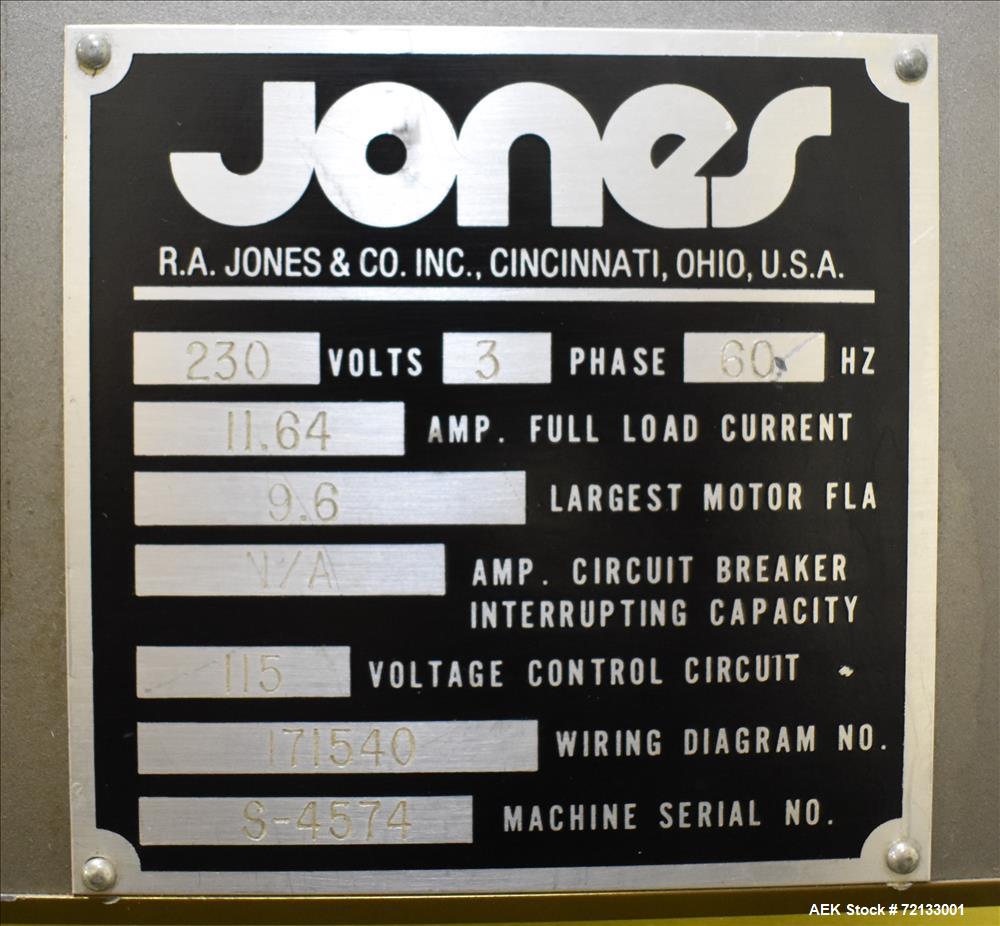 Jones
R.A. JONES & CO. INC., CINCINNATI, OHIO, U.S.A.
230 VOLTS 3 PHASE 60 HZ
11.64 AMP. FULL LOAD CURRENT
9.6 LARGEST MOTOR FLA
N/A AMP. CIRCUIT BREAKER
INTERRUPTING CAPACITY
115 VOLTAGE CONTROL CIRCUIT
171540 WIRING DIAGRAM NO.
S-4574 MACHINE SERIAL NO.
AEK Stock # 72133001